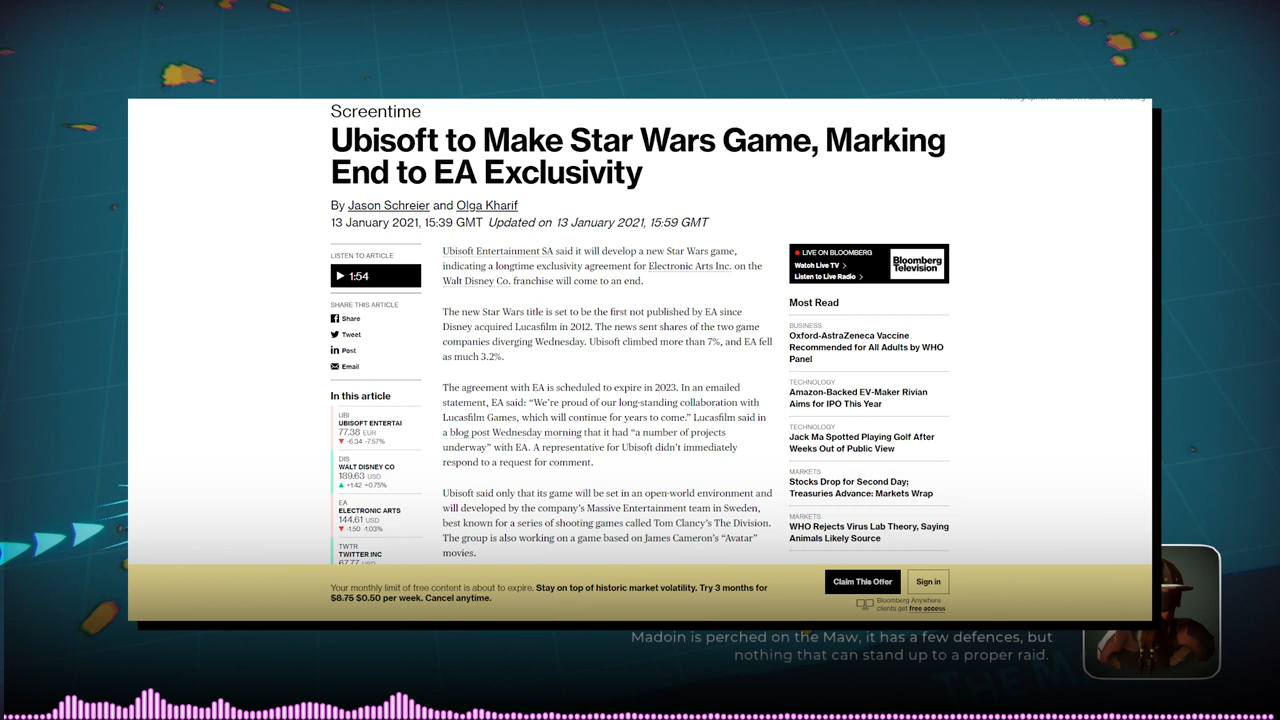 Screentime
Ubisoft to Make Star Wars Game, Marking
End to EA Exclusivity
By Jason Schreier and Olga Kharif
13 January 2021, 15:39 GMT Updated on 13 January 2021, 15:59 GMT
LISTEN TO ARTICLE
1:54
SHARE THIS ARTICLE
Share
Tweet
Post
Email
In this article
UBI
UBISOFT ENTERTAI
77.38 EUR
-6.34 -7.57%
DIS
WALT DISNEY CO
189.63 USD
+1.42 +0.75%
EA
ELECTRONIC ARTS
144.61 USD
-1.50 -1.03%
TWTR
TWITTER INC
67.77 USD
Ubisoft Entertainment SA said it will develop a new Star Wars game,
indicating a longtime exclusivity agreement for Electronic Arts Inc. on the
Walt Disney Co. franchise will come to an end.
The new Star Wars title is set to be the first not published by EA since
Disney acquired Lucasfilm in 2012. The news sent shares of the two game
companies diverging Wednesday. Ubisoft climbed more than 7%, and EA fell
as much 3.2%.
The agreement with EA is scheduled to expire in 2023. In an emailed
statement, EA said: “We’re proud of our long-standing collaboration with
Lucasfilm Games, which will continue for years to come.” Lucasfilm said in
a blog post Wednesday morning that it had “a number of projects
underway” with EA. A representative for Ubisoft didn’t immediately
respond to a request for comment.
Ubisoft said only that its game will be set in an open-world environment and
will developed by the company’s Massive Entertainment team in Sweden,
best known for a series of shooting games called Tom Clancy’s The Division.
The group is also working on a game based on James Cameron’s “Avatar”
movies.
LIVE ON BLOOMBERG
Watch Live TV
Listen to Live Radio
Bloomberg
Television
Most Read
BUSINESS
Oxford-AstraZeneca Vaccine
Recommended for All Adults by WHO
Panel
TECHNOLOGY
Amazon-Backed EV-Maker Rivian
Aims for IPO This Year
TECHNOLOGY
Jack Ma Spotted Playing Golf After
Weeks Out of Public View
MARKETS
Stocks Drop for Second Day;
Treasuries Advance: Markets Wrap
MARKETS
WHO Rejects Virus Lab Theory, Saying
Animals Likely Source
Your monthly limit of free content is about to expire. Stay on top of historic market volatility. Try 3 months for
$8.75 $0.50 per week. Cancel anytime.
Claim This Offer
Sign in
Bloomberg Anywhere
clients get free access
Madoin is perched on the Maw, it has a few defences, but
nothing that can stand up to a proper raid.
THE M